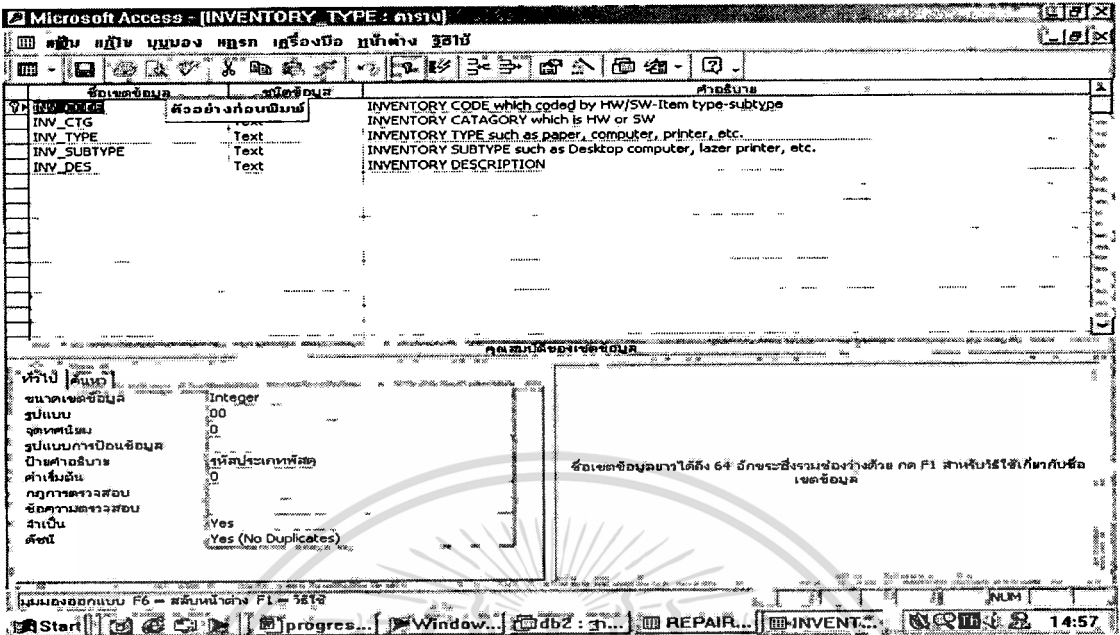 Microsoft Access - [INVENTORY_TYPE : ตาราง]
แฟ้ม แก้ไข มุมมอง แทรก เครื่องมือ หน้าต่าง วิธีใช้
ชื่อเขตข้อมูล ชนิดข้อมูล คำอธิบาย
ตัวอย่างก่อนพิมพ์ INVENTORY CODE which coded by HW/SW-Item type-subtype
INV_CTG Text INVENTORY CATAGORY which is HW or SW
INV_TYPE Text INVENTORY TYPE such as paper, computer, printer, etc.
INV_SUBTYPE Text INVENTORY SUBTYPE such as Desktop computer, lazer printer, etc.
INV_DES Text INVENTORY DESCRIPTION
คุณสมบัติของเขตข้อมูล
ทั่วไป ค้นหา
ขนาดเขตข้อมูล Integer
รูปแบบ 00
จุดทศนิยม 0
รูปแบบการป้อนข้อมูล
ป้ายคำอธิบาย รหัสประเภทพัสดุ
ค่าเริ่มต้น 0
กฎการตรวจสอบ
ข้อความตรวจสอบ
จำเป็น Yes
ดัชนี Yes (No Duplicates)
ชื่อเขตข้อมูลยาวได้ถึง 64 อักขระซึ่งรวมช่องว่างด้วย กด F1 สำหรับวิธีใช้เกี่ยวกับชื่อ
เขตข้อมูล
มุมมองออกแบบ F6 = สลับหน้าต่าง F1 = วิธีใช้ NUM
Start progres... Window... db2 : ฐา... REPAIR... INVENT... Th 14:57